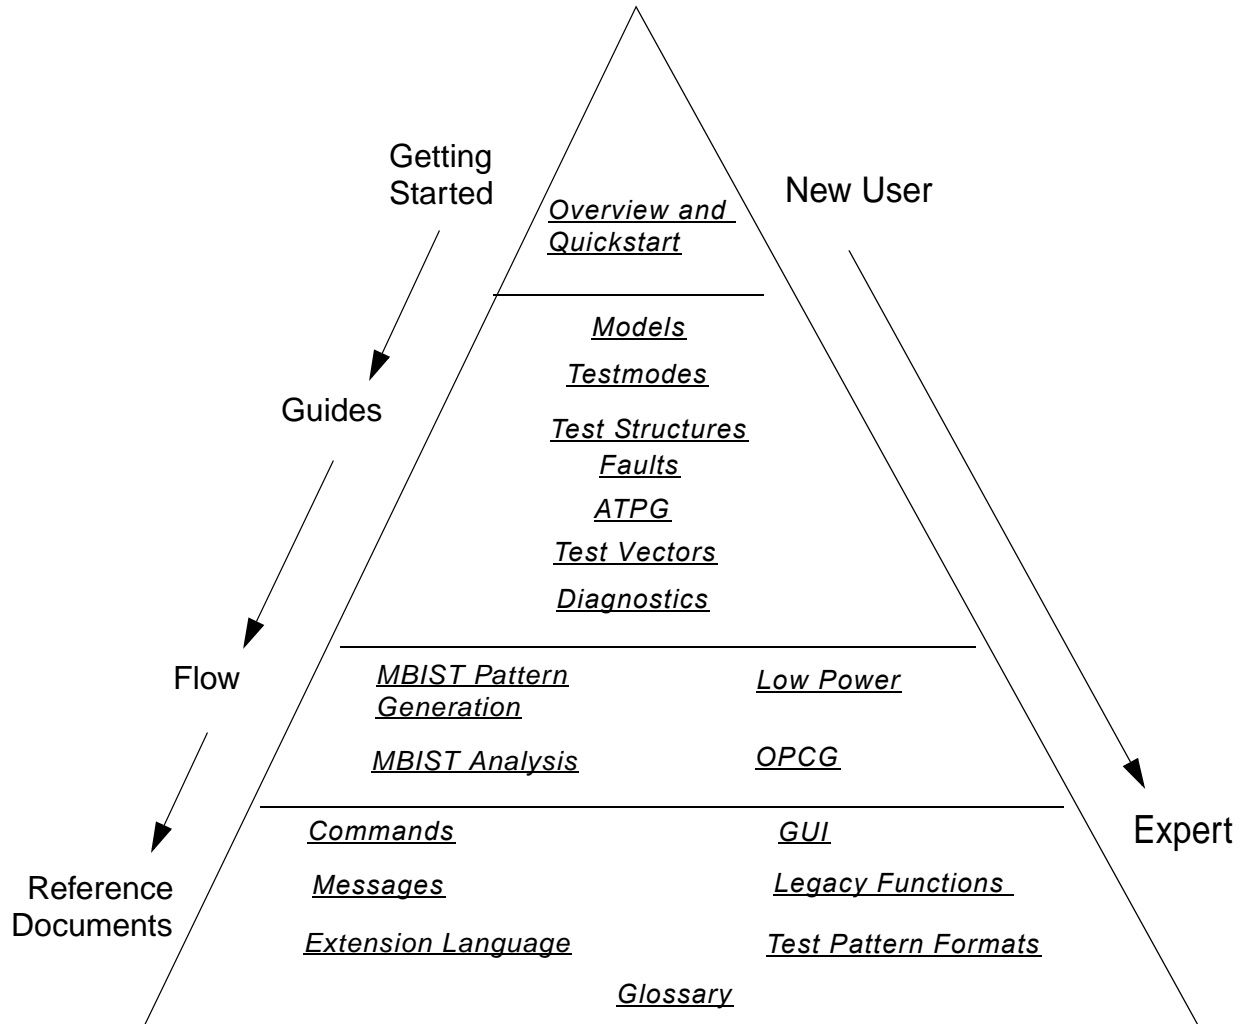 Getting
Started
New User
Overview and
Quickstart
Models
Testmodes
Guides
Test Structures
Faults
ATPG
Test Vectors
Diagnostics
Flow
MBIST Pattern
Generation
Low Power
MBIST Analysis
OPCG
Commands
GUI
Expert
Reference
Documents
Messages
Legacy Functions
Extension Language
Test Pattern Formats
Glossary